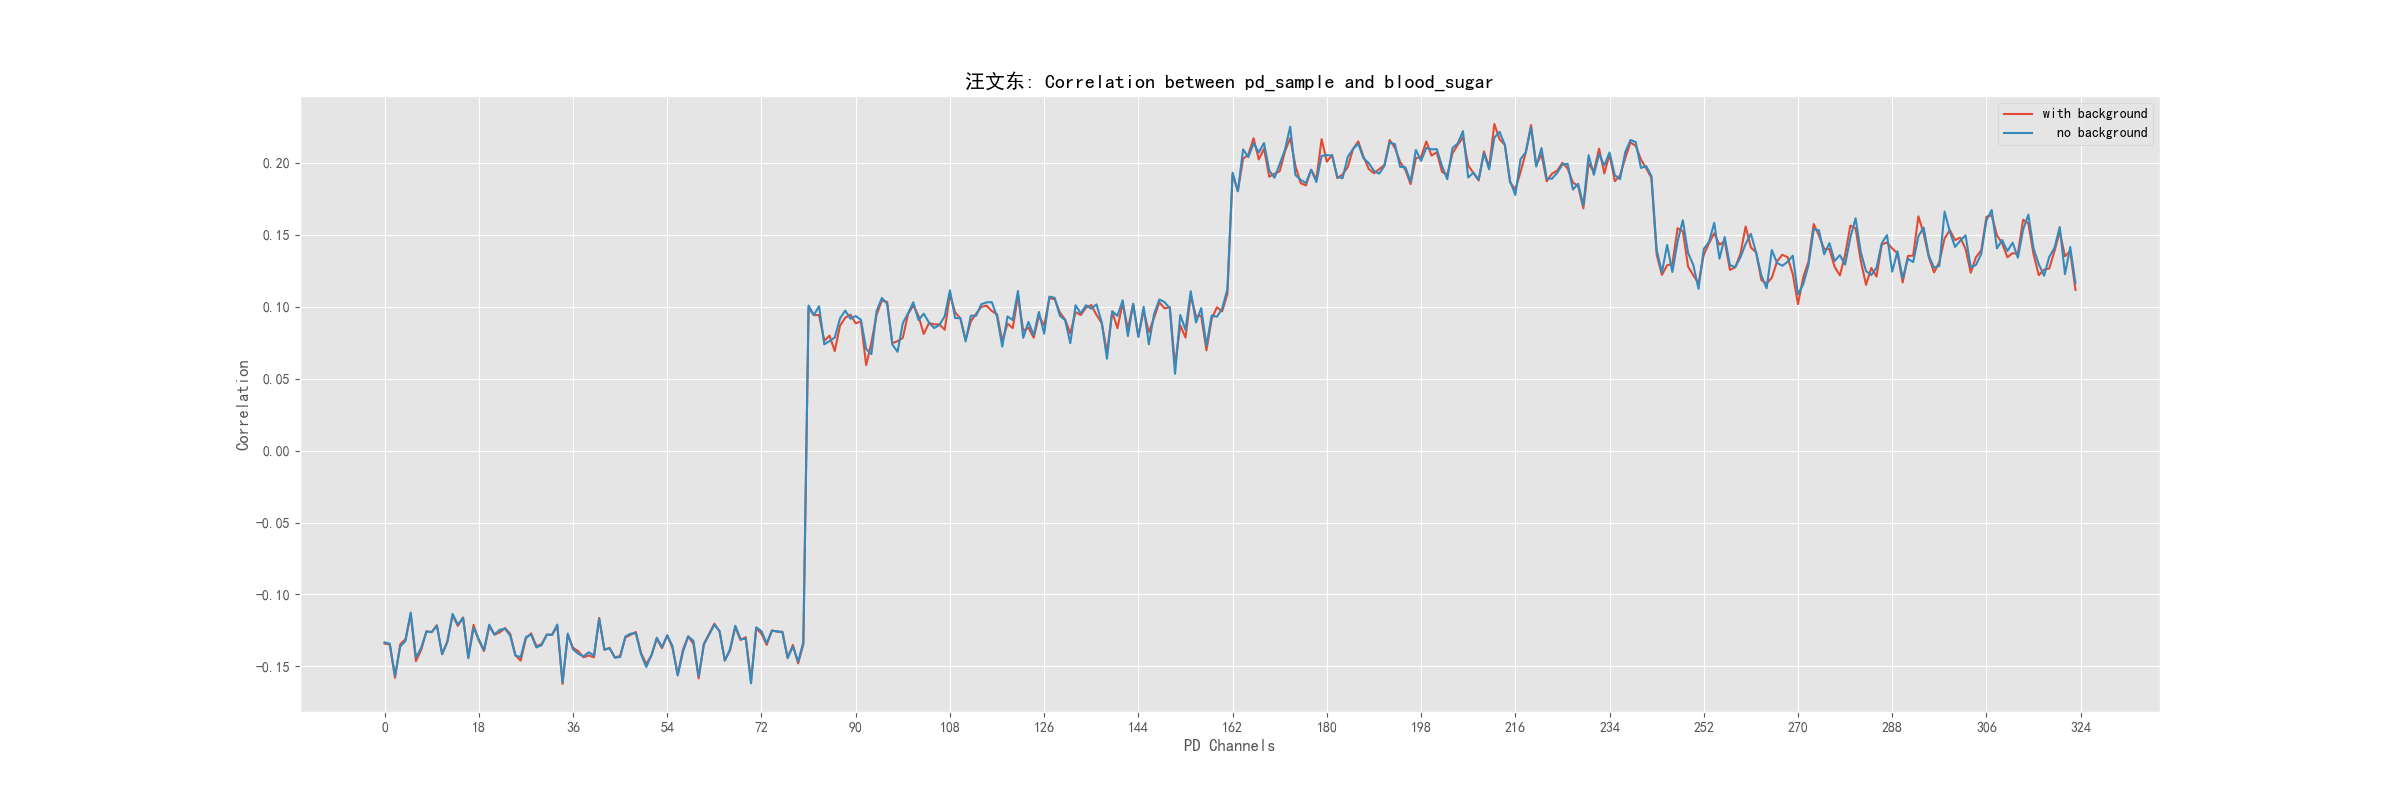 汪文东: Correlation between pd_sample and blood_sugar
with background
no background
0.20
0.15
0.10
0.05
0.00
−0.05
−0.10
−0.15
Correlation
0 18 36 54 72 90 108 126 144 162 180 198 216 234 252 270 288 306 324
PD Channels